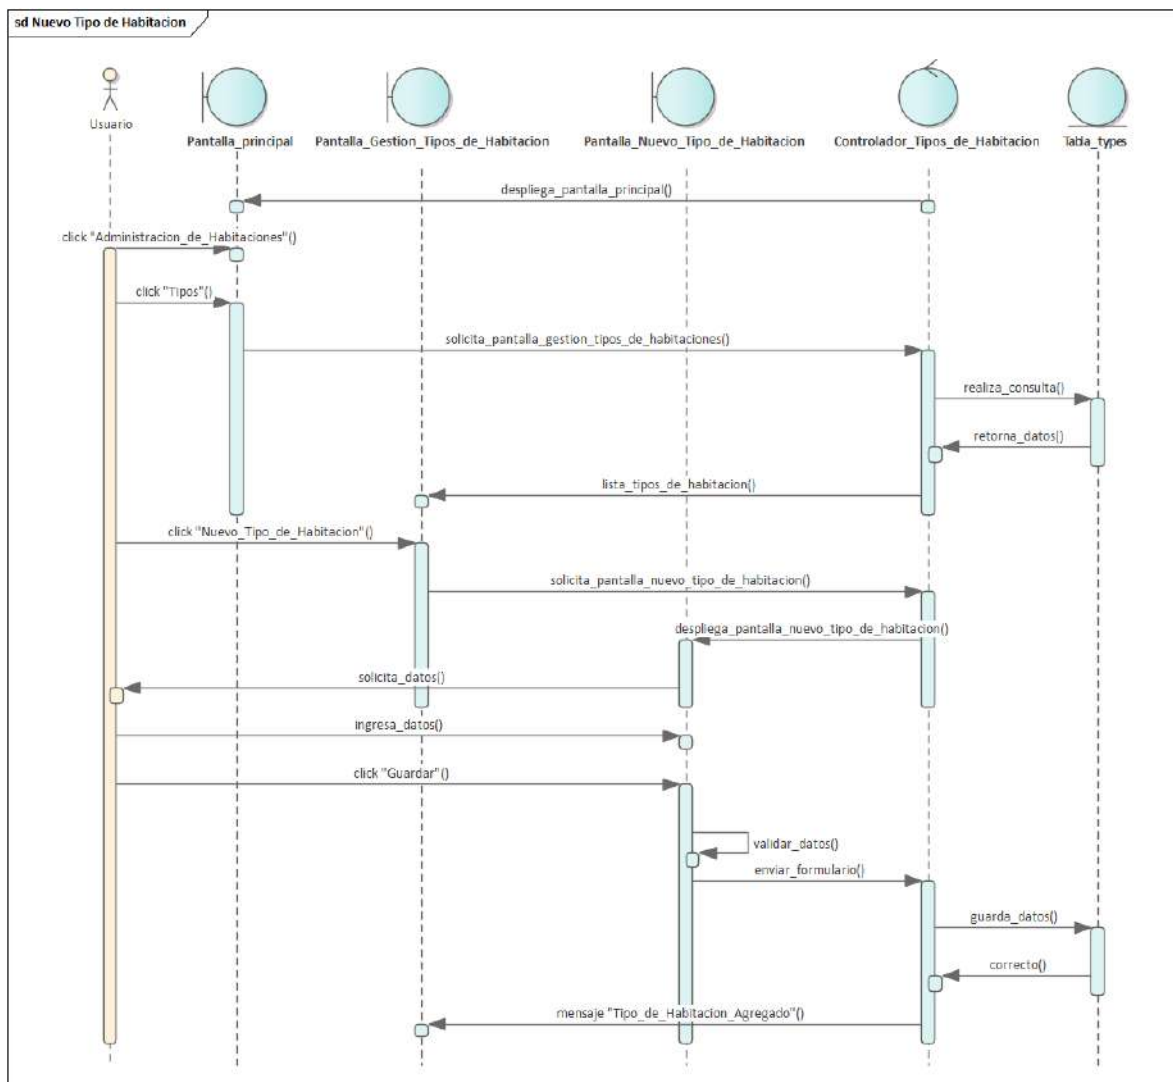 sd Nuevo Tipo de Habitacion
Usuario
Pantalla_principal
Pantalla_Gestion_Tipos_de_Habitacion
Pantalla_Nuevo_Tipo_de_Habitacion
Controlador_Tipos_de_Habitacion
Tabla_types
despliega_pantalla_principal()
click "Administracion_de_Habitaciones"()
click "Tipos"()
solicita_pantalla_gestion_tipos_de_habitaciones()
realiza_consulta()
retorna_datos()
lista_tipos_de_habitacion()
click "Nuevo_Tipo_de_Habitacion"()
solicita_pantalla_nuevo_tipo_de_habitacion()
despliega_pantalla_nuevo_tipo_de_habitacion()
solicita_datos()
ingresa_datos()
click "Guardar"()
validar_datos()
enviar_formulario()
guarda_datos()
correcto()
mensaje "Tipo_de_Habitacion_Agregado"()